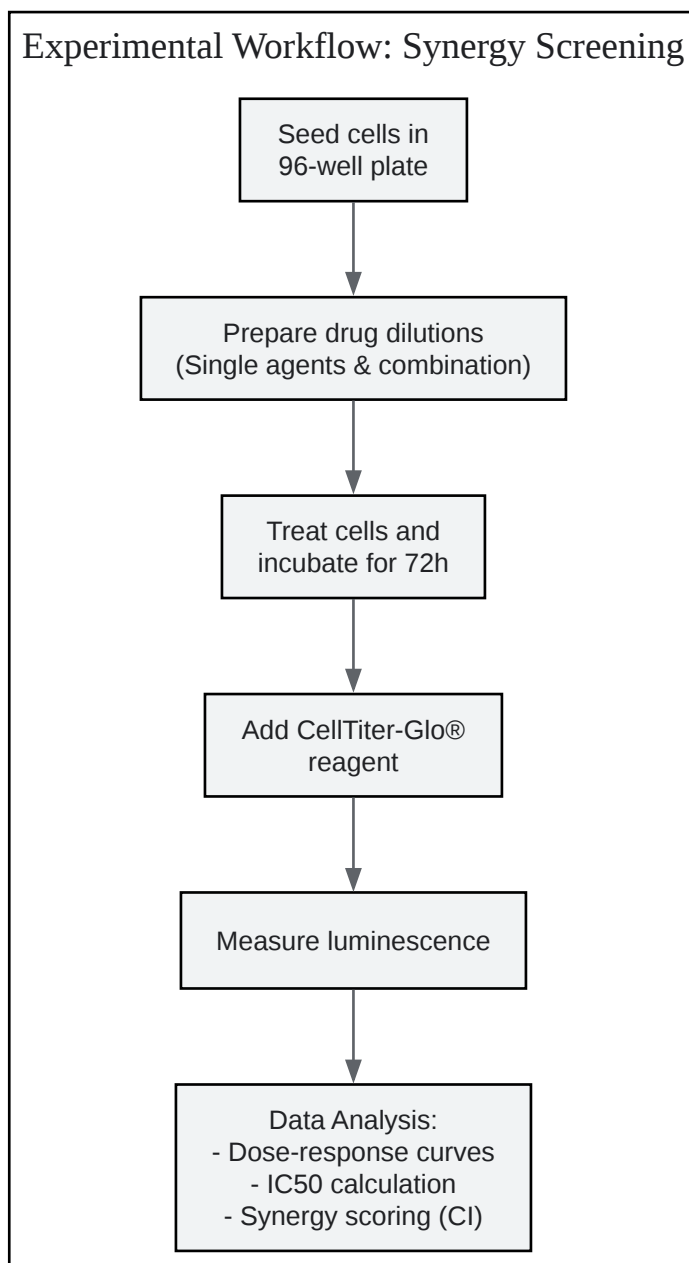 Experimental Workflow: Synergy Screening
Seed cells in
96-well plate
Prepare drug dilutions
(Single agents & combination)
Treat cells and
incubate for 72h
Add CellTiter-Glo®
reagent
Measure luminescence
Data Analysis:
- Dose-response curves
- IC50 calculation
- Synergy scoring (CI)